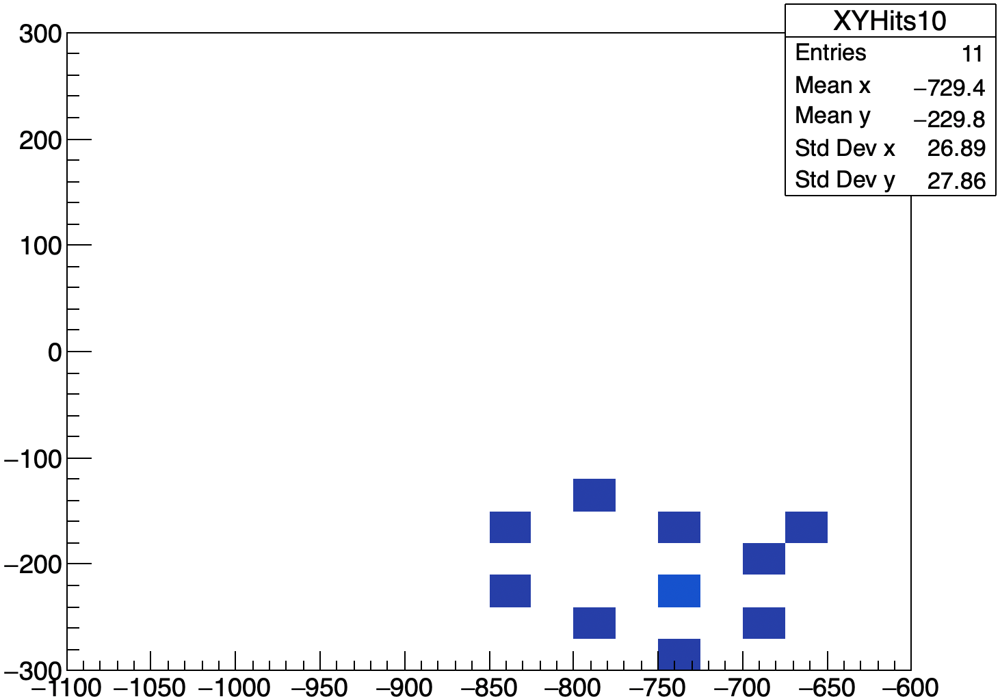 XYHits10
Entries 11
Mean x −729.4
Mean y −229.8
Std Dev x 26.89
Std Dev y 27.86
300
200
100
0
−100
−200
−300
−1100 −1050 −1000 −950 −900 −850 −800 −750 −700 −650 −600